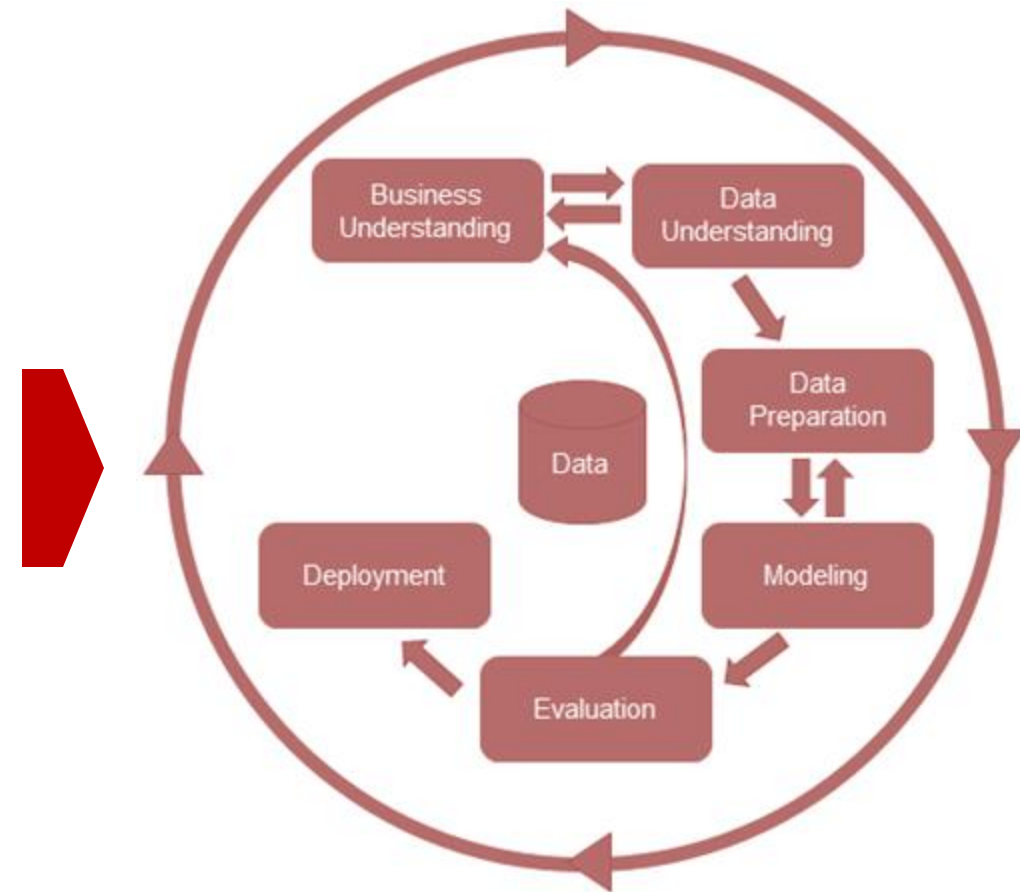 Business
Understanding
Data
Understanding
Data
Preparation
Data
Modeling
Deployment
Evaluation